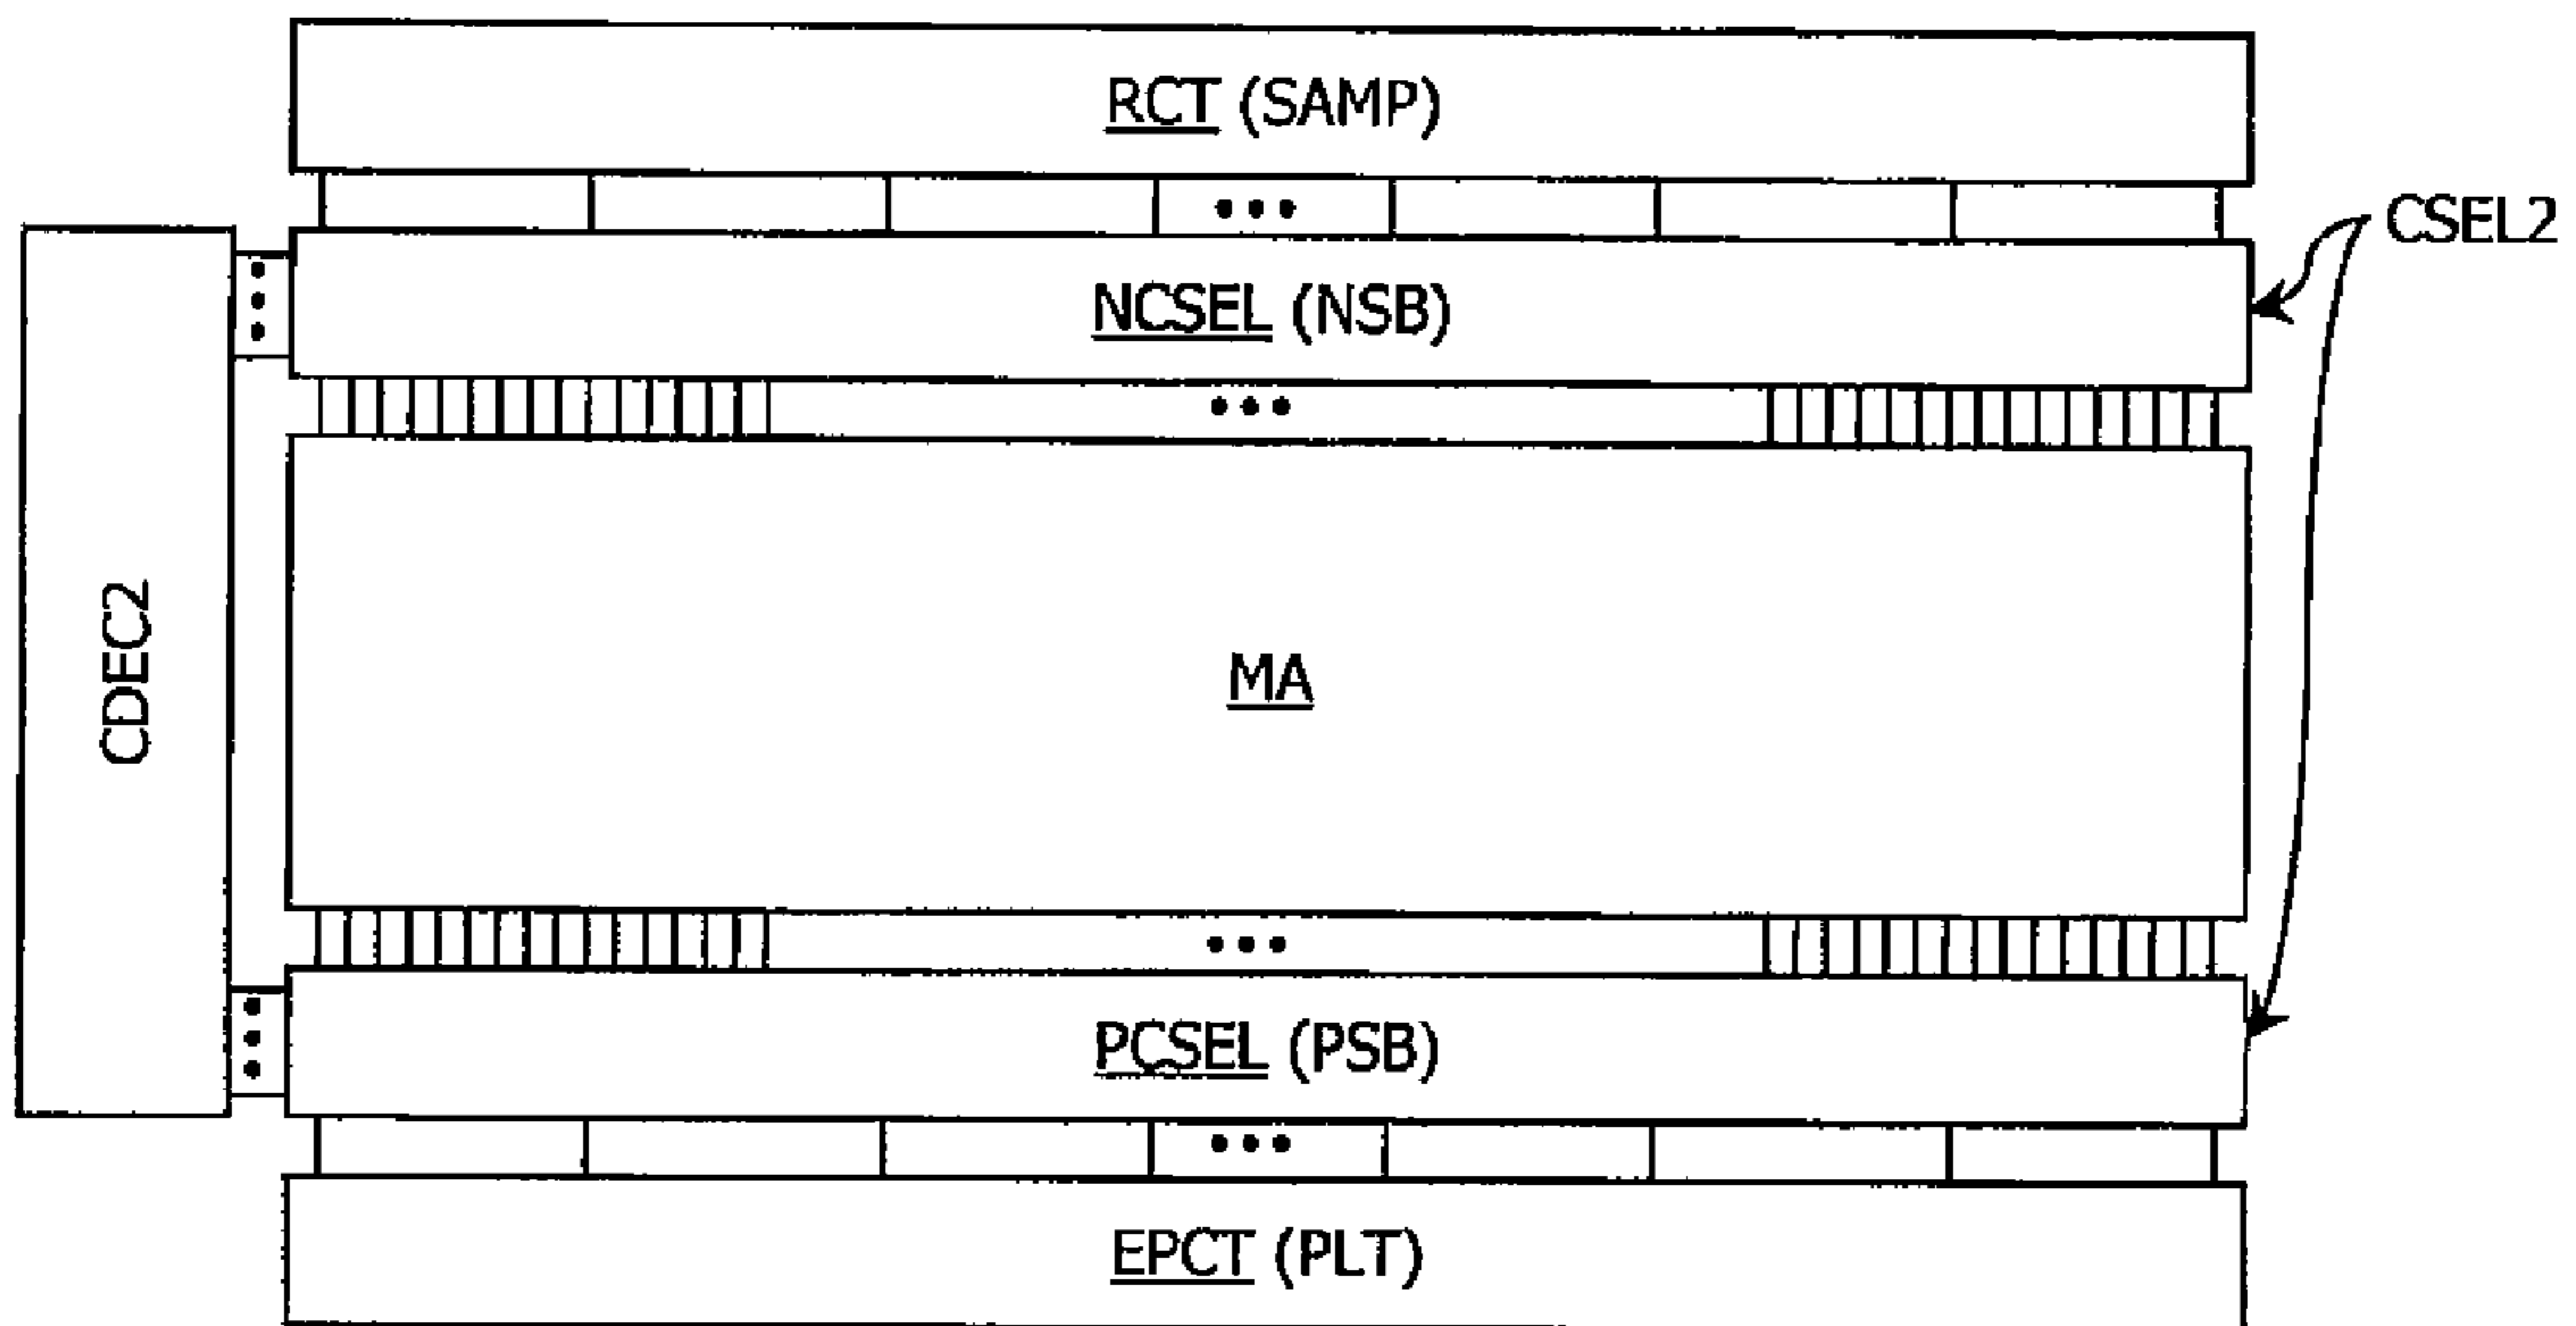 RCT (SAMP)
CSEL2
NCSEL (NSB)
CDEC2
MA
PCSEL (PSB)
EPCT (PLT)